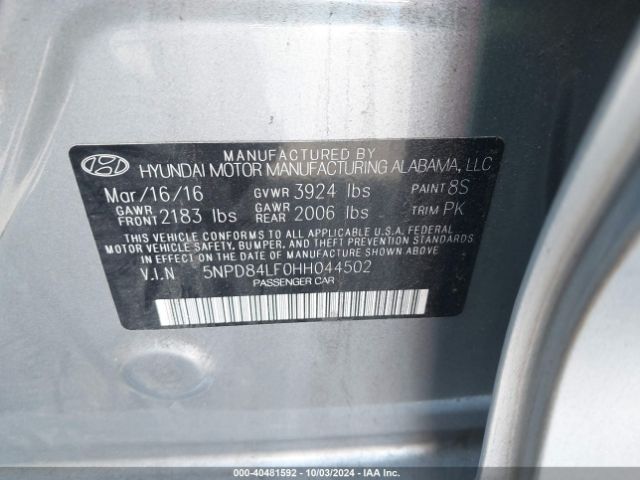 MANUFACTURED BY
HYUNDAI MOTOR MANUFACTURING ALABAMA, LLC
Mar/16/16 GVWR 3924 lbs PAINT 8S
GAWR FRONT 2183 lbs GAWR REAR 2006 lbs TRIM PK
THIS VEHICLE CONFORMS TO ALL APPLICABLE U.S.A. FEDERAL
MOTOR VEHICLE SAFETY, BUMPER, AND THEFT PREVENTION STANDARDS
IN EFFECT ON THE DATE OF MANUFACTURE SHOWN ABOVE.
V.I.N 5NPD84LF0HH044502
PASSENGER CAR
000-40481592 - 10/03/2024 - IAA Inc.